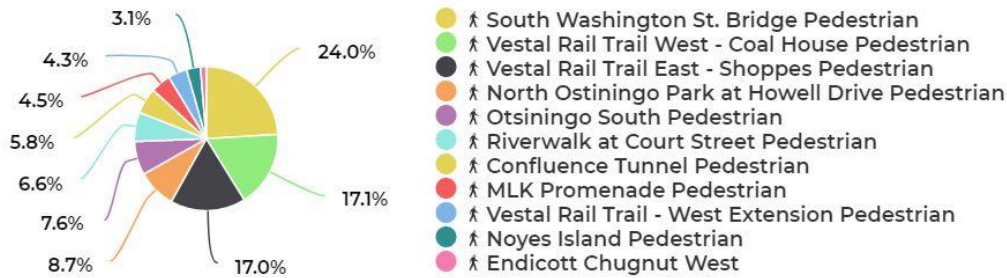 3.1%
24.0%
4.3%
4.5%
5.8%
6.6%
17.1%
7.6%
8.7%
17.0%
South Washington St. Bridge Pedestrian
Vestal Rail Trail West - Coal House Pedestrian
Vestal Rail Trail East - Shoppes Pedestrian
North Ostiningo Park at Howell Drive Pedestrian
Otsiningo South Pedestrian
Riverwalk at Court Street Pedestrian
Confluence Tunnel Pedestrian
MLK Promenade Pedestrian
Vestal Rail Trail - West Extension Pedestrian
Noyes Island Pedestrian
Endicott Chugnut West